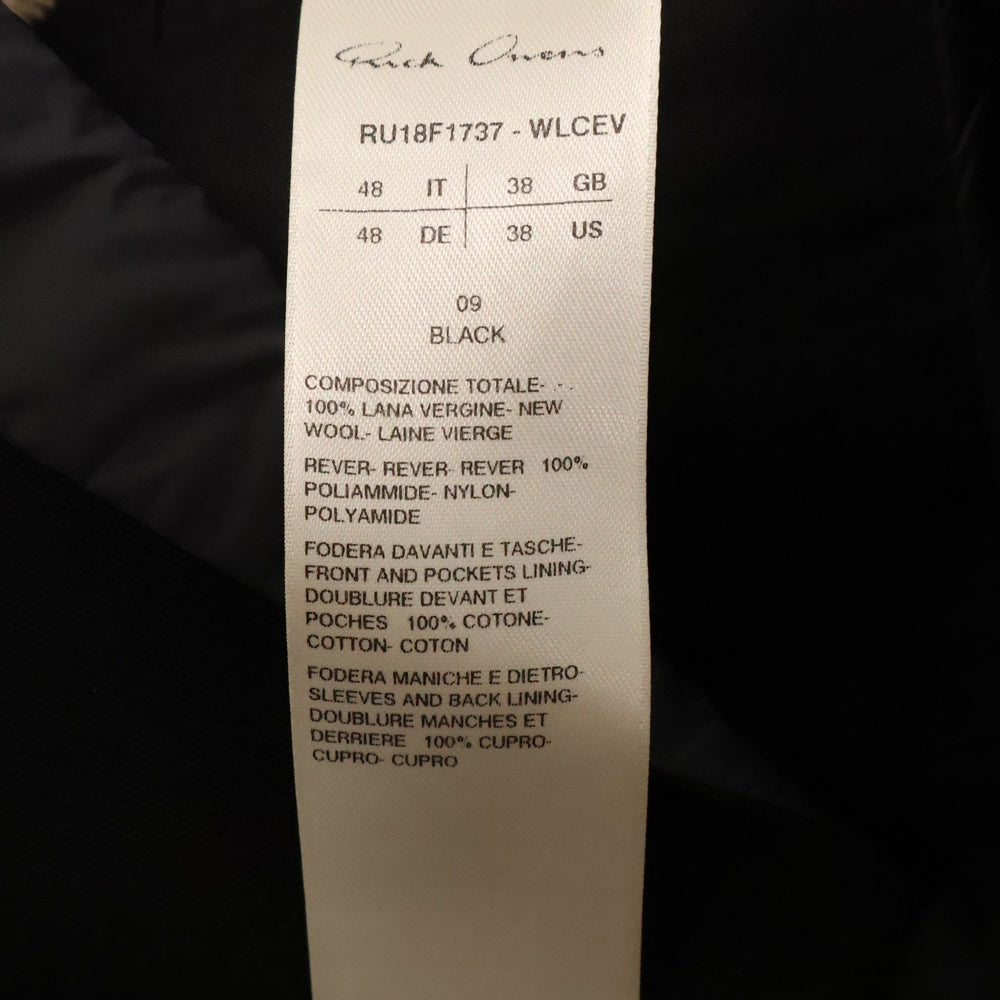 Rick Owens
RU18F1737 - WLCEV
48 IT 38 GB
48 DE 38 US
09
BLACK
COMPOSIZIONE TOTALE- - .
100% LANA VERGINE- NEW
WOOL- LAINE VIERGE
REVER- REVER- REVER 100%
POLIAMMIDE- NYLON-
POLYAMIDE
FODERA DAVANTI E TASCHE-
FRONT AND POCKETS LINING-
DOUBLURE DEVANT ET
POCHES 100% COTONE-
COTTON- COTON
FODERA MANICHE E DIETRO-
SLEEVES AND BACK LINING-
DOUBLURE MANCHES ET
DERRIERE 100% CUPRO-
CUPRO- CUPRO